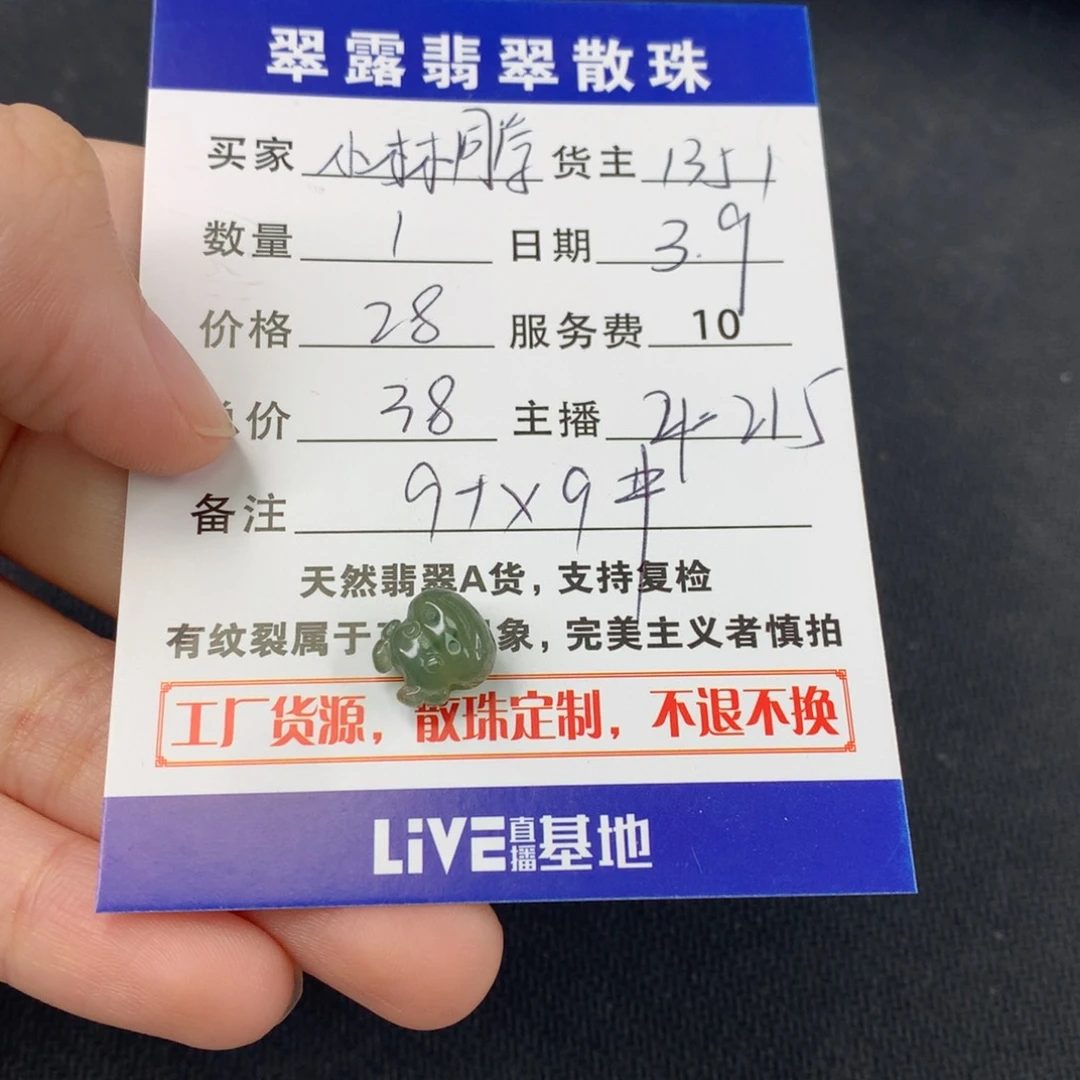 翠露翡翠散珠
买家 小林同学 货主 1351
数量 1 日期 3.9
价格 28 服务费 10
价 38 主播 215
备注 9+×9
天然翡翠A货，支持复检
有纹裂属于 象，完美主义者慎拍
工厂货源，散珠定制，不退不换
LiVE直播基地